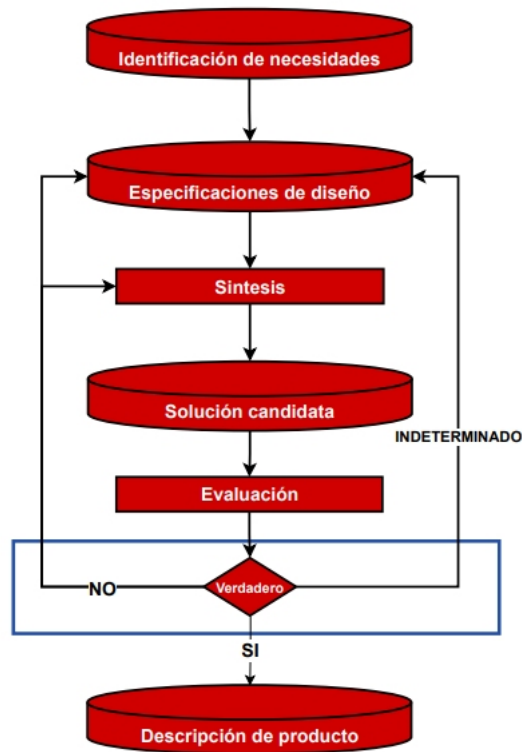 Identificación de necesidades
Especificaciones de diseño
Sintesis
Solución candidata
INDETERMINADO
Evaluación
Verdadero
NO
SI
Descripción de producto